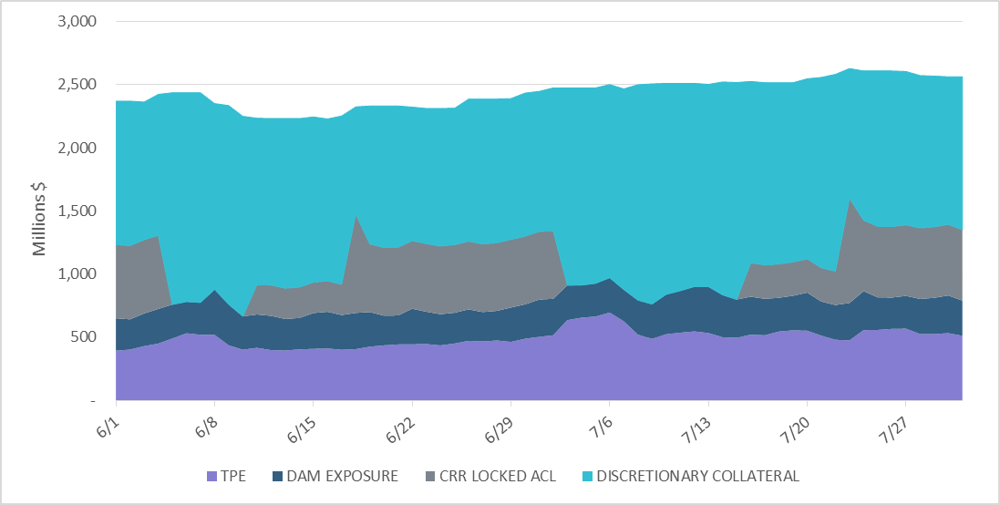 3,000
2,500
2,000
1,500
1,000
500
-
Millions $
6/1 6/8 6/15 6/22 6/29 7/6 7/13 7/20 7/27
TPE DAM EXPOSURE CRR LOCKED ACL DISCRETIONARY COLLATERAL